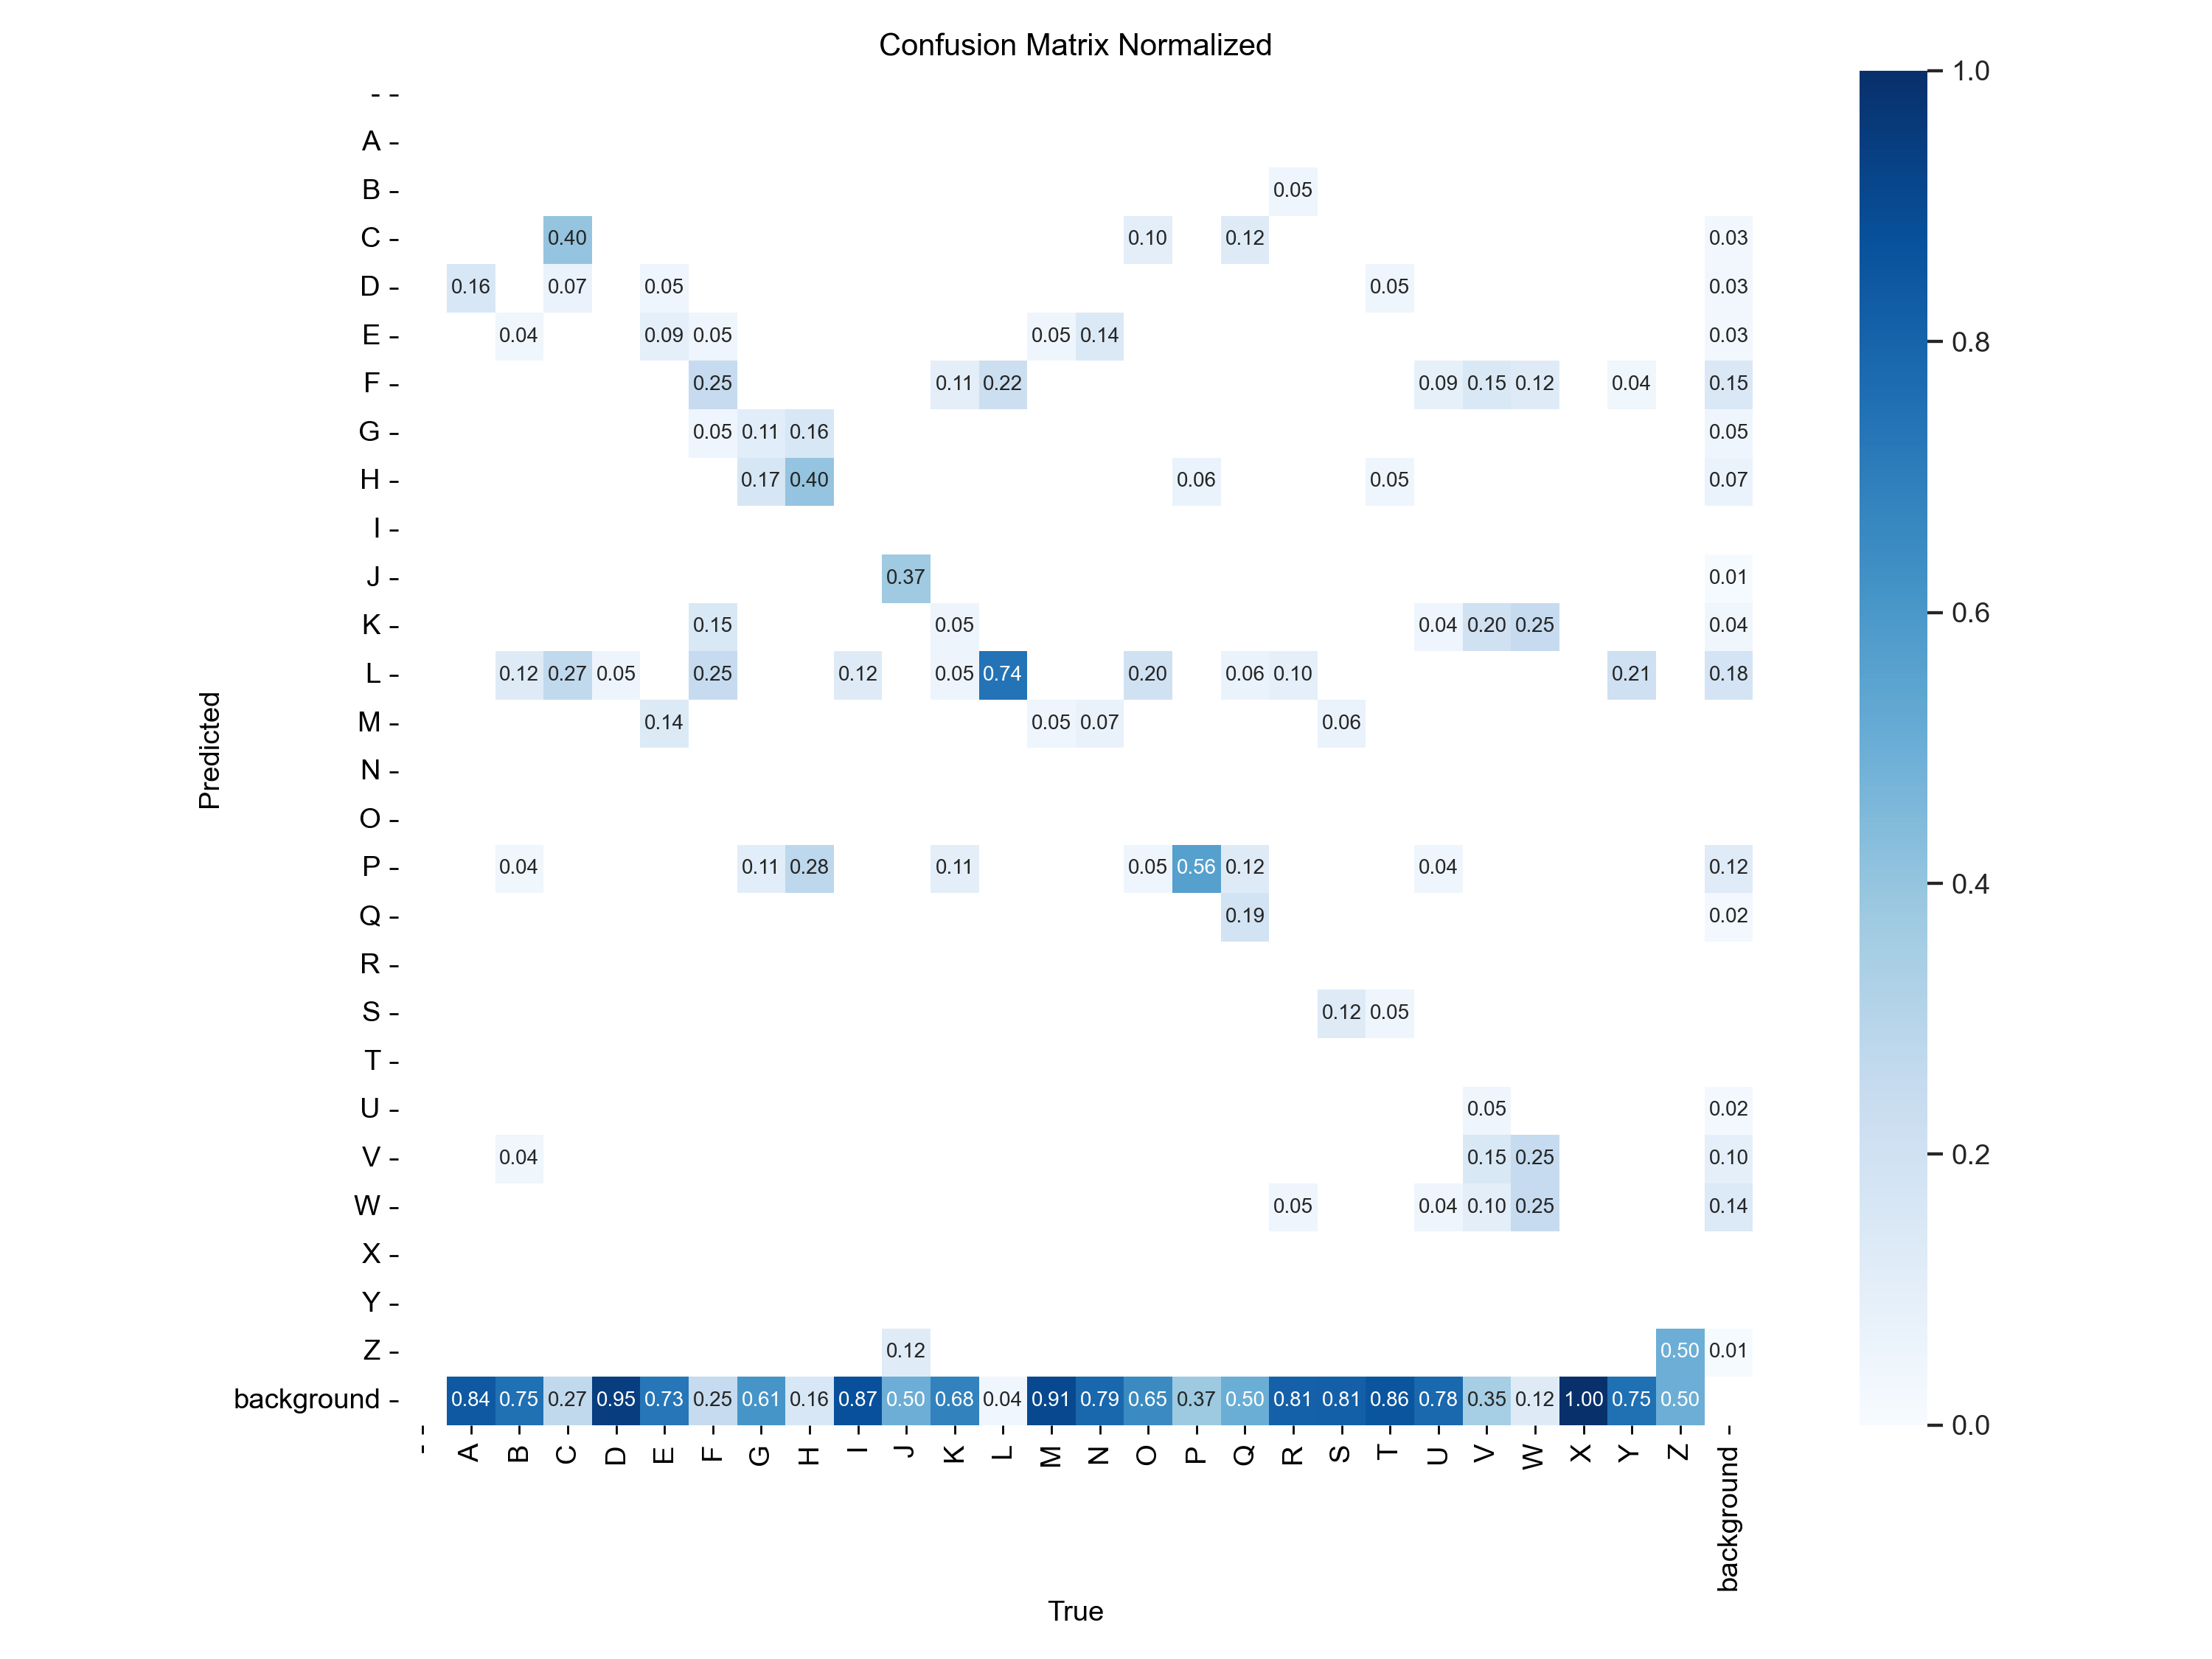 Confusion Matrix Normalized
- -
A -
B - 0.05
C - 0.40 0.10 0.12 0.03
D - 0.16 0.07 0.05 0.05 0.03
E - 0.04 0.09 0.05 0.05 0.14 0.03
F - 0.25 0.11 0.22 0.09 0.15 0.12 0.04 0.15
G - 0.05 0.11 0.16 0.05
H - 0.17 0.40 0.06 0.05 0.07
I -
J - 0.37 0.01
K - 0.15 0.05 0.04 0.20 0.25 0.04
L - 0.12 0.27 0.05 0.25 0.12 0.05 0.74 0.20 0.06 0.10 0.21 0.18
M - 0.14 0.05 0.07 0.06
N -
O -
P - 0.04 0.11 0.28 0.11 0.05 0.56 0.12 0.04 0.12
Q - 0.19 0.02
R -
S - 0.12 0.05
T -
U - 0.05 0.02
V - 0.04 0.15 0.25 0.10
W - 0.05 0.04 0.10 0.25 0.14
X -
Y -
Z - 0.12 0.50 0.01
background - 0.84 0.75 0.27 0.95 0.73 0.25 0.61 0.16 0.87 0.50 0.68 0.04 0.91 0.79 0.65 0.37 0.50 0.81 0.81 0.86 0.78 0.35 0.12 1.00 0.75 0.50
- A B C D E F G H I J K L M N O P Q R S T U V W X Y Z background
True
Predicted
1.0
0.8
0.6
0.4
0.2
0.0